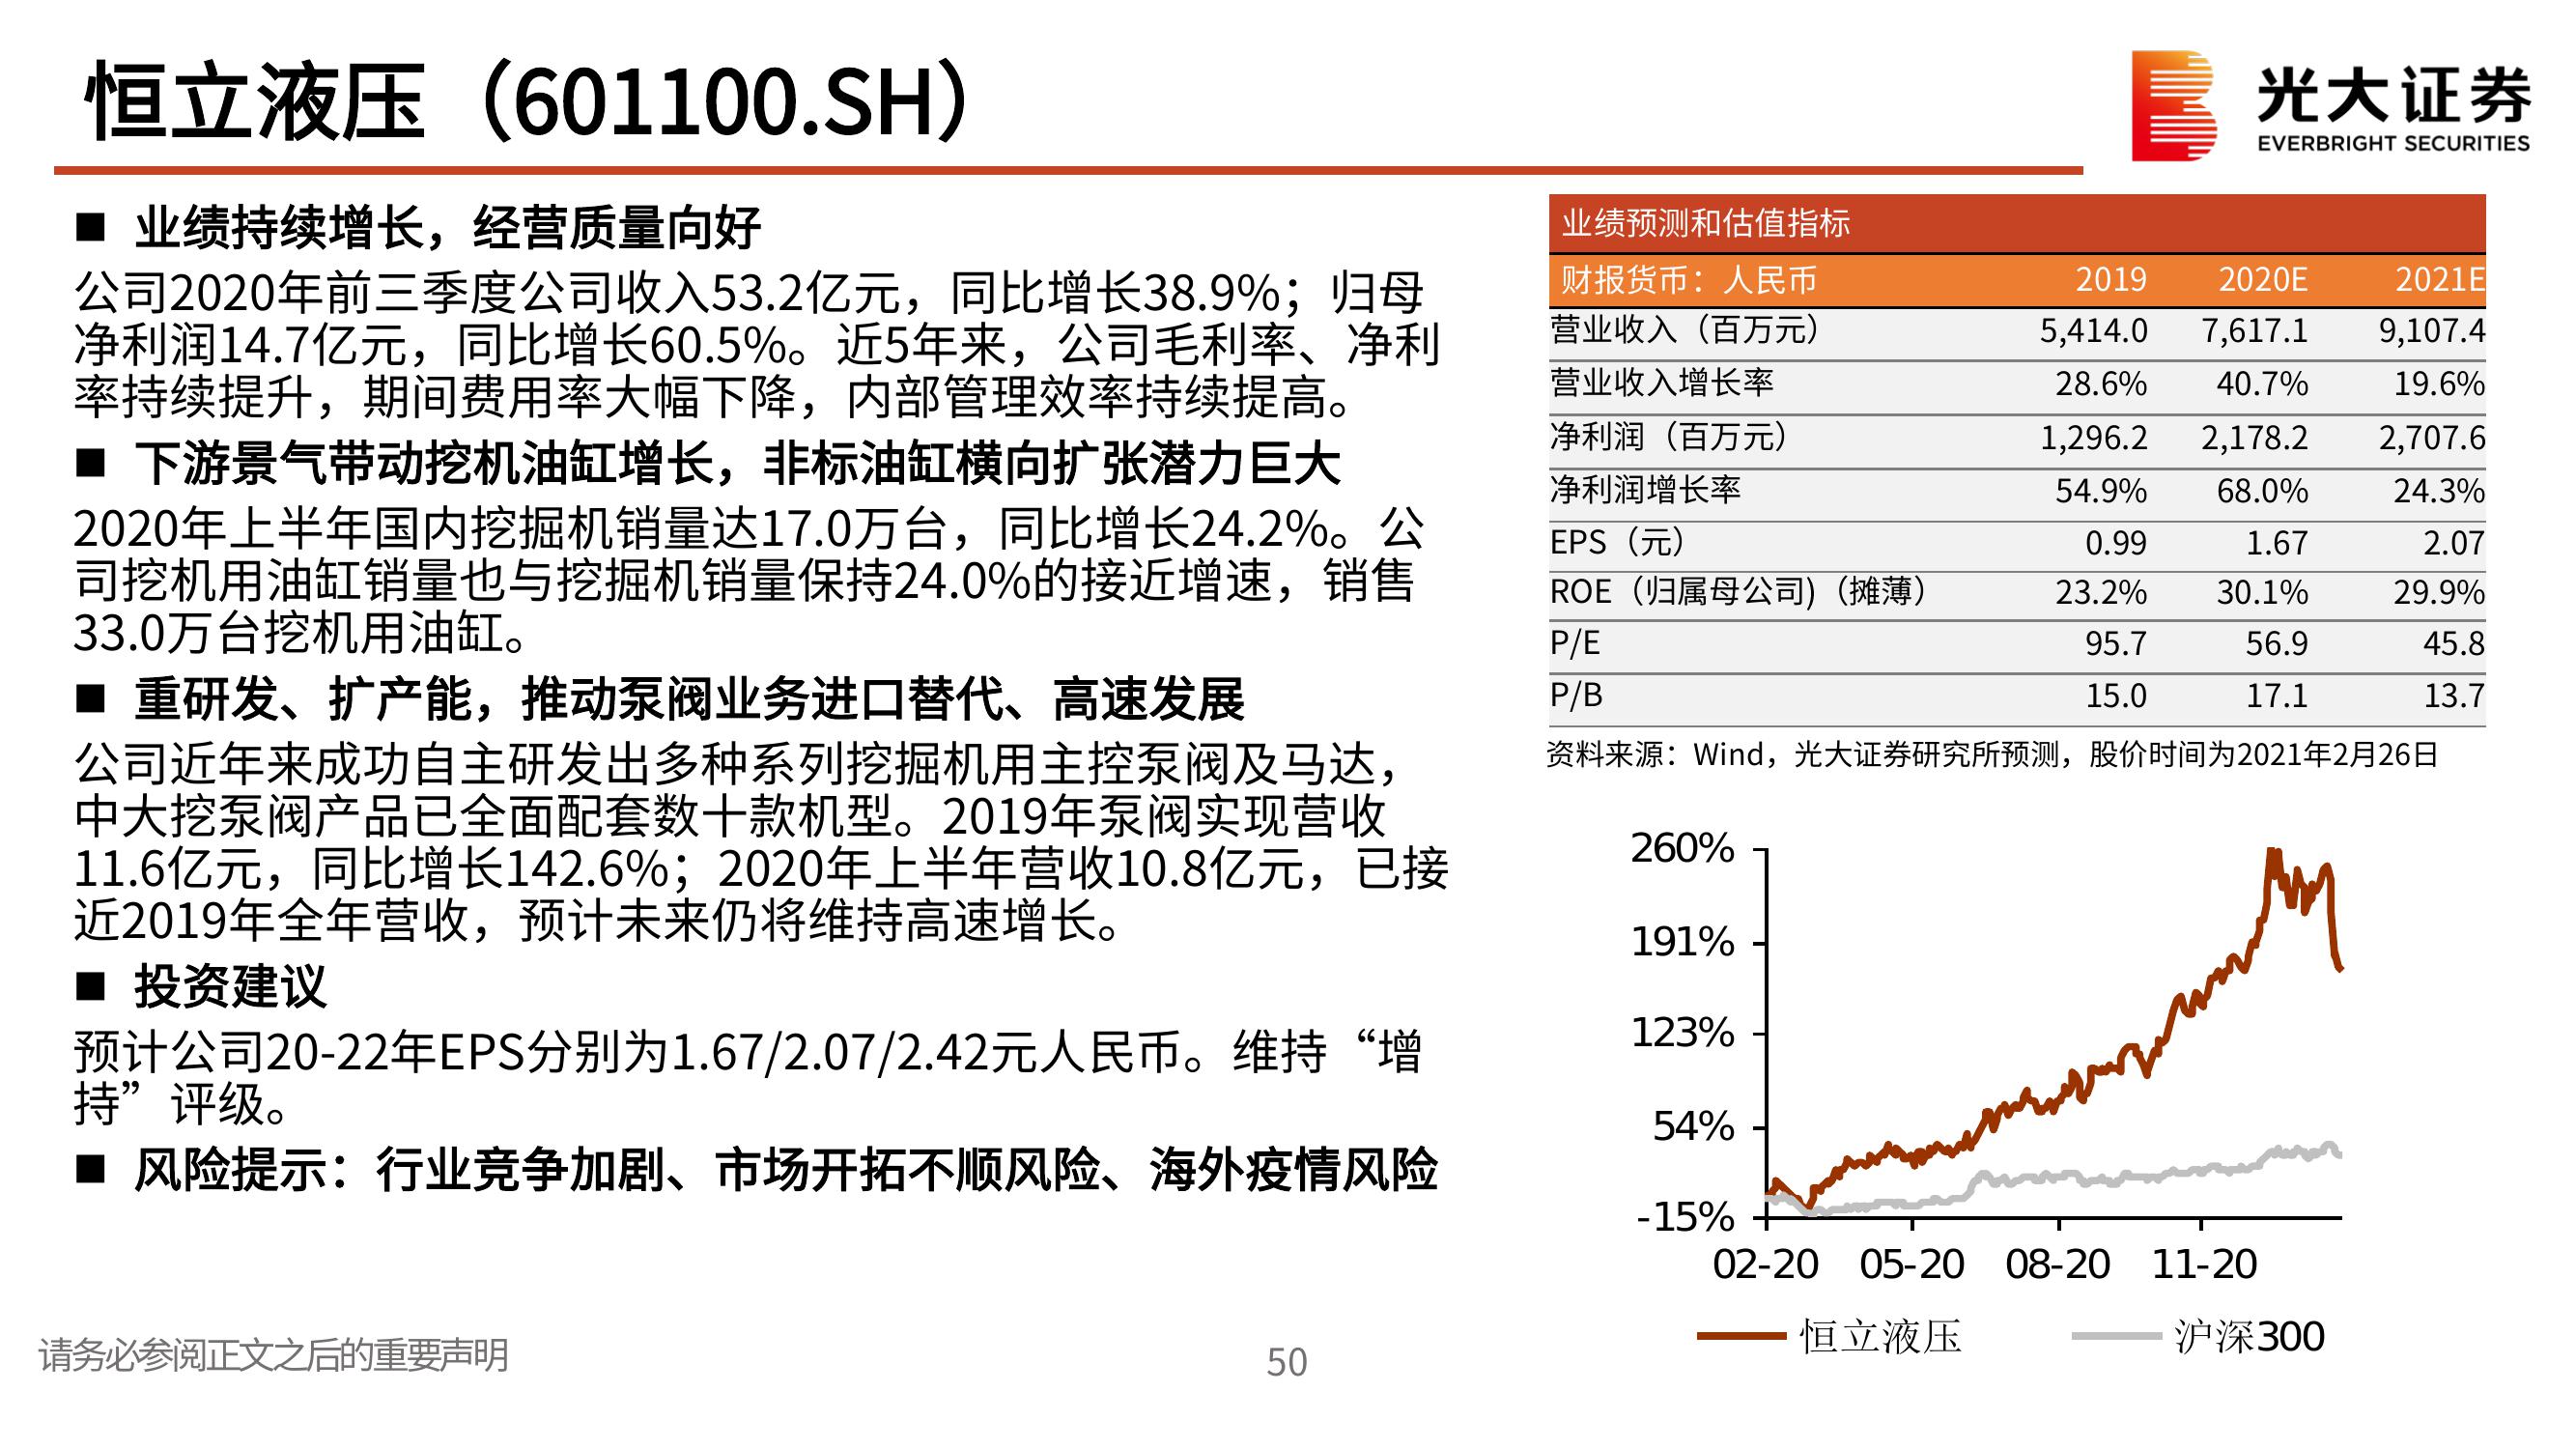 恒立液压（601100.SH）
光大证券
EVERBRIGHT SECURITIES
■ 业绩持续增长，经营质量向好
公司2020年前三季度公司收入53.2亿元，同比增长38.9%；归母
净利润14.7亿元，同比增长60.5%。近5年来，公司毛利率、净利
率持续提升，期间费用率大幅下降，内部管理效率持续提高。
■ 下游景气带动挖机油缸增长，非标油缸横向扩张潜力巨大
2020年上半年国内挖掘机销量达17.0万台，同比增长24.2%。公
司挖机用油缸销量也与挖掘机销量保持24.0%的接近增速，销售
33.0万台挖机用油缸。
■ 重研发、扩产能，推动泵阀业务进口替代、高速发展
公司近年来成功自主研发出多种系列挖掘机用主控泵阀及马达，
中大挖泵阀产品已全面配套数十款机型。2019年泵阀实现营收
11.6亿元，同比增长142.6%；2020年上半年营收10.8亿元，已接
近2019年全年营收，预计未来仍将维持高速增长。
■ 投资建议
预计公司20-22年EPS分别为1.67/2.07/2.42元人民币。维持“增
持”评级。
■ 风险提示：行业竞争加剧、市场开拓不顺风险、海外疫情风险
业绩预测和估值指标
财报货币：人民币 2019 2020E 2021E
营业收入（百万元） 5,414.0 7,617.1 9,107.4
营业收入增长率 28.6% 40.7% 19.6%
净利润（百万元） 1,296.2 2,178.2 2,707.6
净利润增长率 54.9% 68.0% 24.3%
EPS（元） 0.99 1.67 2.07
ROE（归属母公司)（摊薄） 23.2% 30.1% 29.9%
P/E 95.7 56.9 45.8
P/B 15.0 17.1 13.7
资料来源：Wind，光大证券研究所预测，股价时间为2021年2月26日
260%
191%
123%
54%
-15%
02-20 05-20 08-20 11-20
恒立液压 沪深300
请务必参阅正文之后的重要声明
50